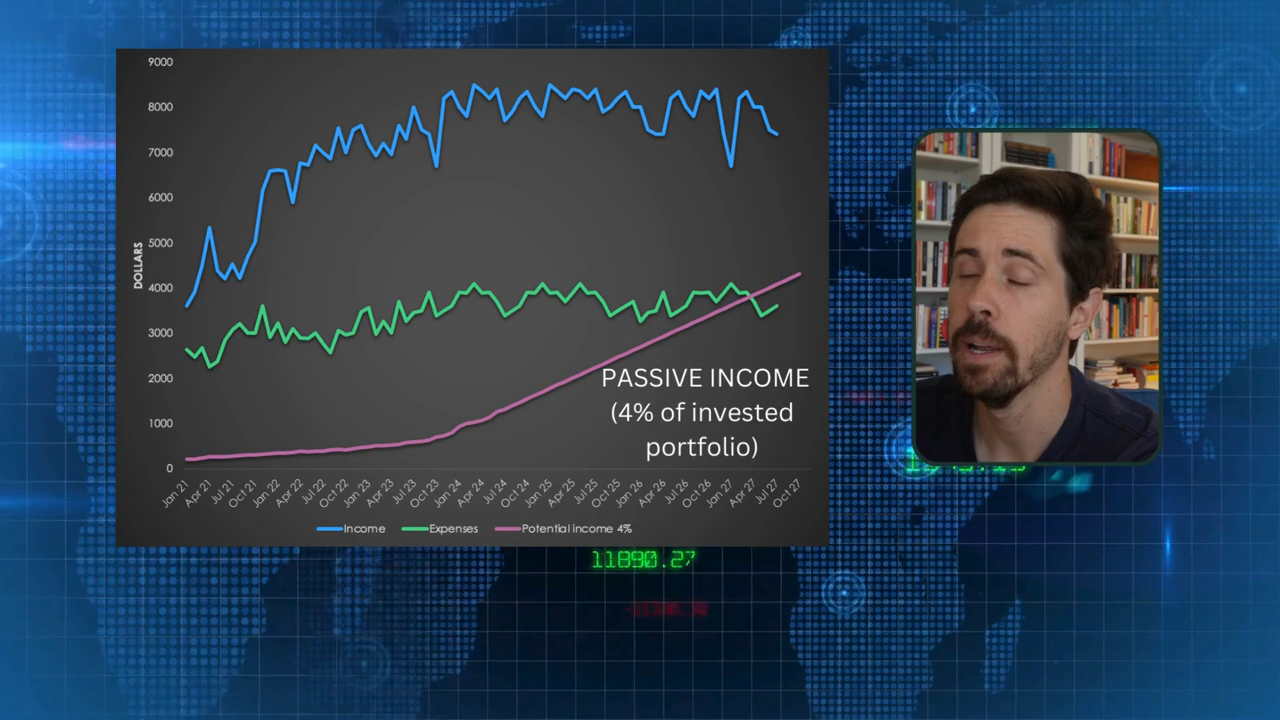 9000
8000
7000
6000
5000
4000
3000
2000
1000
0
DOLLARS
PASSIVE INCOME
(4% of invested
portfolio)
Jan 21
Apr 21
Jul 21
Oct 21
Jan 22
Apr 22
Jul 22
Oct 22
Jan 23
Apr 23
Jul 23
Oct 23
Jan 24
Apr 24
Jul 24
Oct 24
Jan 25
Apr 25
Jul 25
Oct 25
Jan 26
Apr 26
Jul 26
Oct 26
Jan 27
Apr 27
Jul 27
Oct 27
Income Expenses Potential income 4%
11890.27